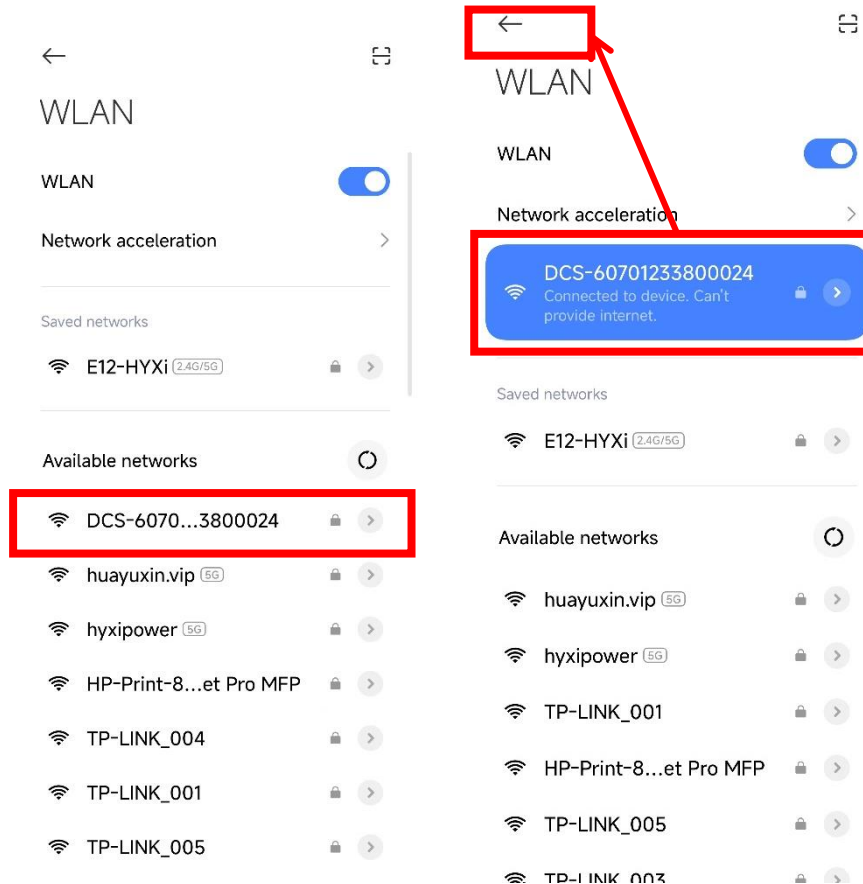 WLAN
WLAN
Network acceleration
Saved networks
E12-HYXi 2.4G/5G
Available networks
DCS-6070...3800024
huayuxin.vip 5G
hyxipower 5G
HP-Print-8...et Pro MFP
TP-LINK_004
TP-LINK_001
TP-LINK_005
WLAN
WLAN
Network acceleration
DCS-60701233800024
Connected to device. Can't
provide internet.
Saved networks
E12-HYXi 2.4G/5G
Available networks
huayuxin.vip 5G
hyxipower 5G
TP-LINK_001
HP-Print-8...et Pro MFP
TP-LINK_005
TP-LINK_003